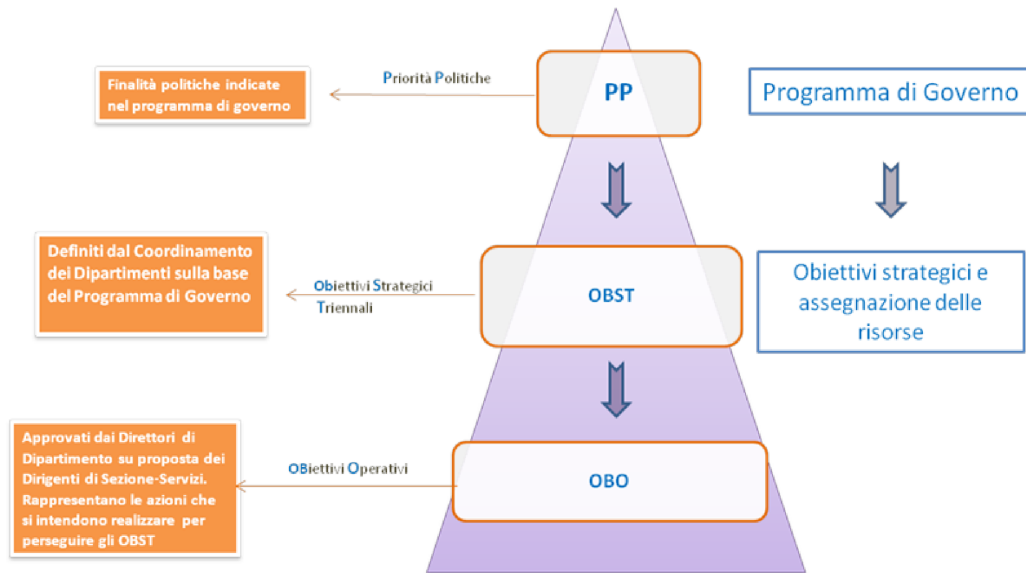 Finalità politiche indicate
nel programma di governo
Priorità Politiche
PP
Programma di Governo
Definiti dal Coordinamento
dei Dipartimenti sulla base
del Programma di Governo
Obiettivi Strategici
Triennali
OBST
Obiettivi strategici e
assegnazione delle
risorse
Approvati dai Direttori di
Dipartimento su proposta dei
Dirigenti di Sezione-Servizi.
Rappresentano le azioni che
si intendono realizzare per
perseguire gli OBST
OBiettivi Operativi
OBO